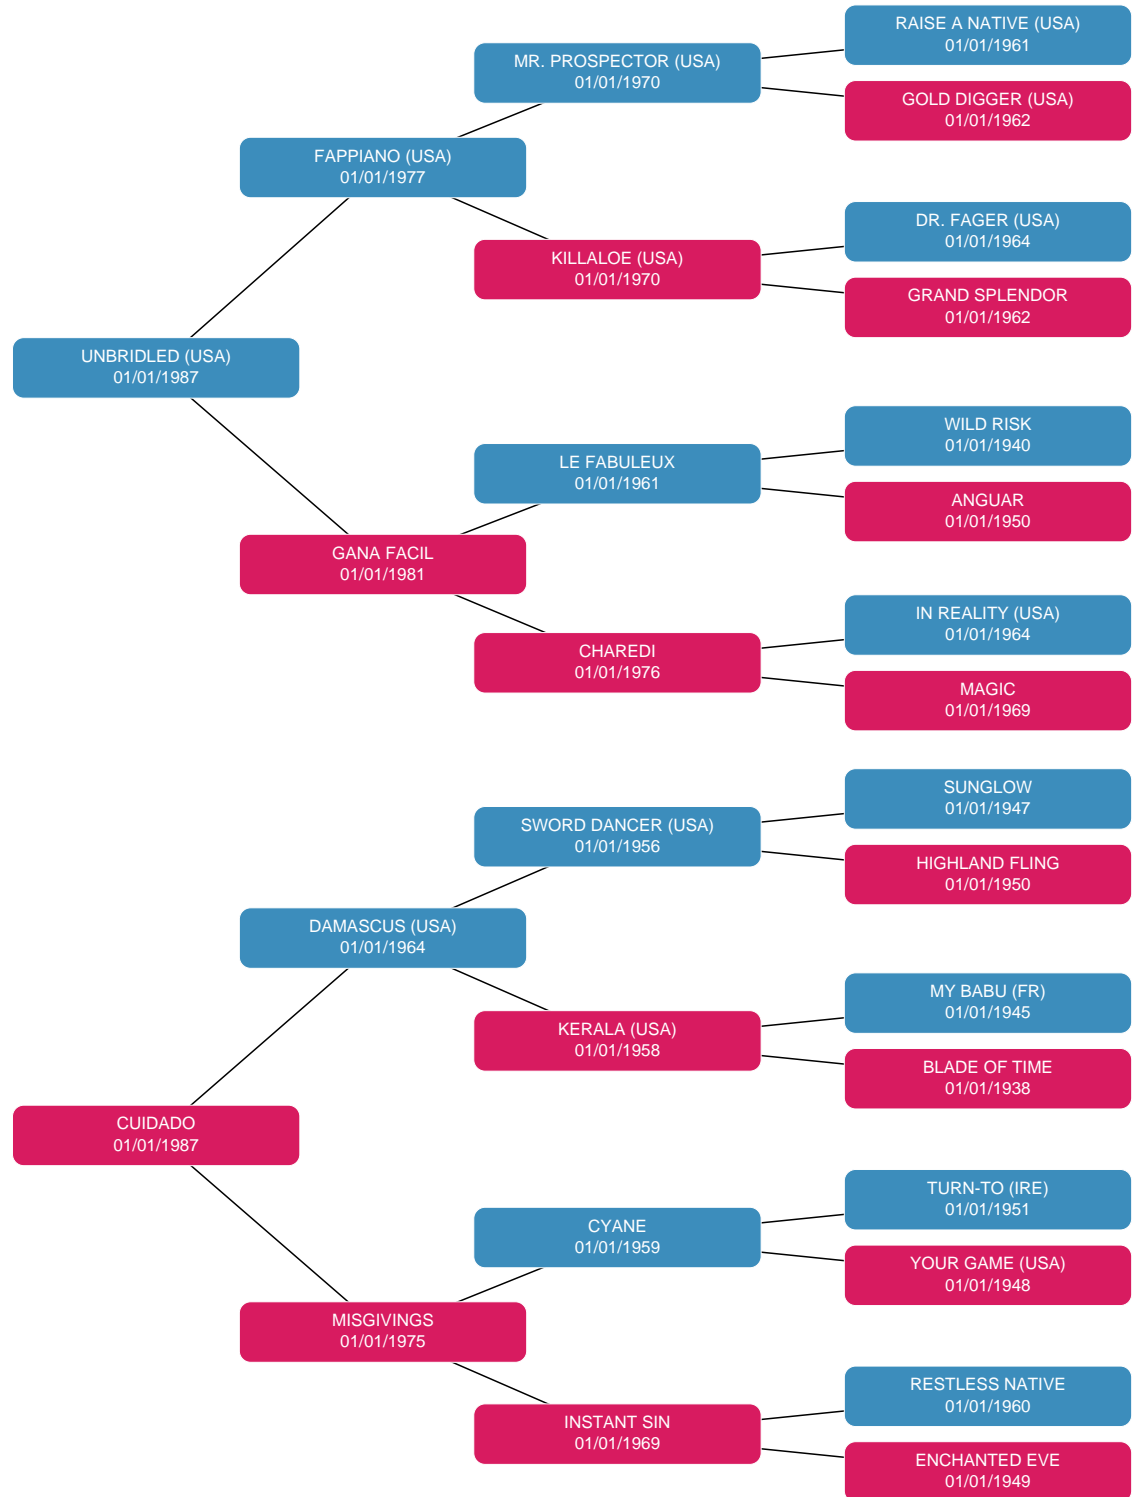 RAISE A NATIVE (USA)
01/01/1961
MR. PROSPECTOR (USA)
01/01/1970
GOLD DIGGER (USA)
01/01/1962
FAPPIANO (USA)
01/01/1977
DR. FAGER (USA)
01/01/1964
KILLALOE (USA)
01/01/1970
GRAND SPLENDOR
01/01/1962
UNBRIDLED (USA)
01/01/1987
WILD RISK
01/01/1940
LE FABULEUX
01/01/1961
ANGUAR
01/01/1950
GANA FACIL
01/01/1981
IN REALITY (USA)
01/01/1964
CHAREDI
01/01/1976
MAGIC
01/01/1969
SUNGLOW
01/01/1947
SWORD DANCER (USA)
01/01/1956
HIGHLAND FLING
01/01/1950
DAMASCUS (USA)
01/01/1964
MY BABU (FR)
01/01/1945
KERALA (USA)
01/01/1958
BLADE OF TIME
01/01/1938
CUIDADO
01/01/1987
TURN-TO (IRE)
01/01/1951
CYANE
01/01/1959
YOUR GAME (USA)
01/01/1948
MISGIVINGS
01/01/1975
RESTLESS NATIVE
01/01/1960
INSTANT SIN
01/01/1969
ENCHANTED EVE
01/01/1949